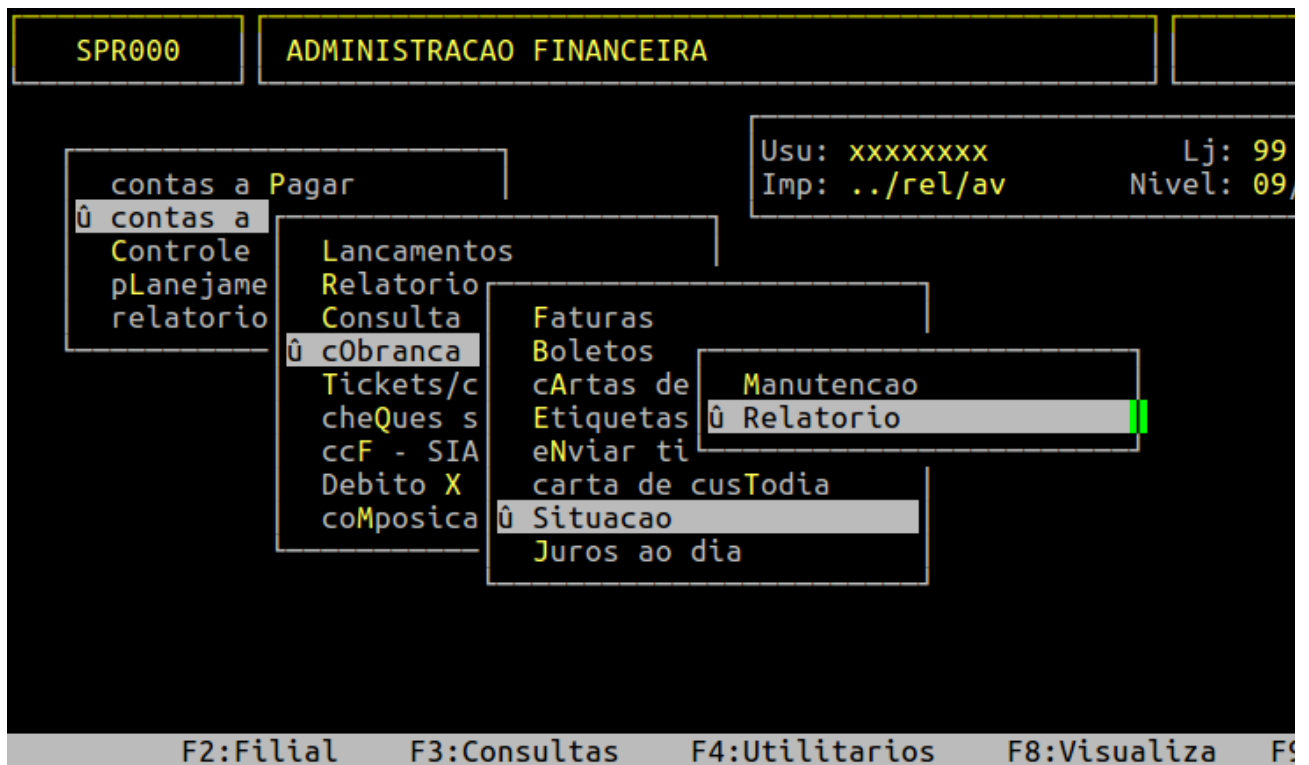 SPR000 ADMINISTRACAO FINANCEIRA
Usu: xxxxxxxx Lj: 99
Imp: ../rel/av Nivel: 09/
contas a Pagar
û contas a
Controle
pLanejame
relatorio
Lancamentos
Relatorio
Consulta
û cObranca
Tickets/c
cheQues s
ccF - SIA
Debito X
coMposica
Faturas
Boletos
cArtas de
Etiquetas
eNviar ti
carta de cusTodia
û Situacao
Juros ao dia
Manutencao
û Relatorio
F2:Filial F3:Consultas F4:Utilitarios F8:Visualiza F9